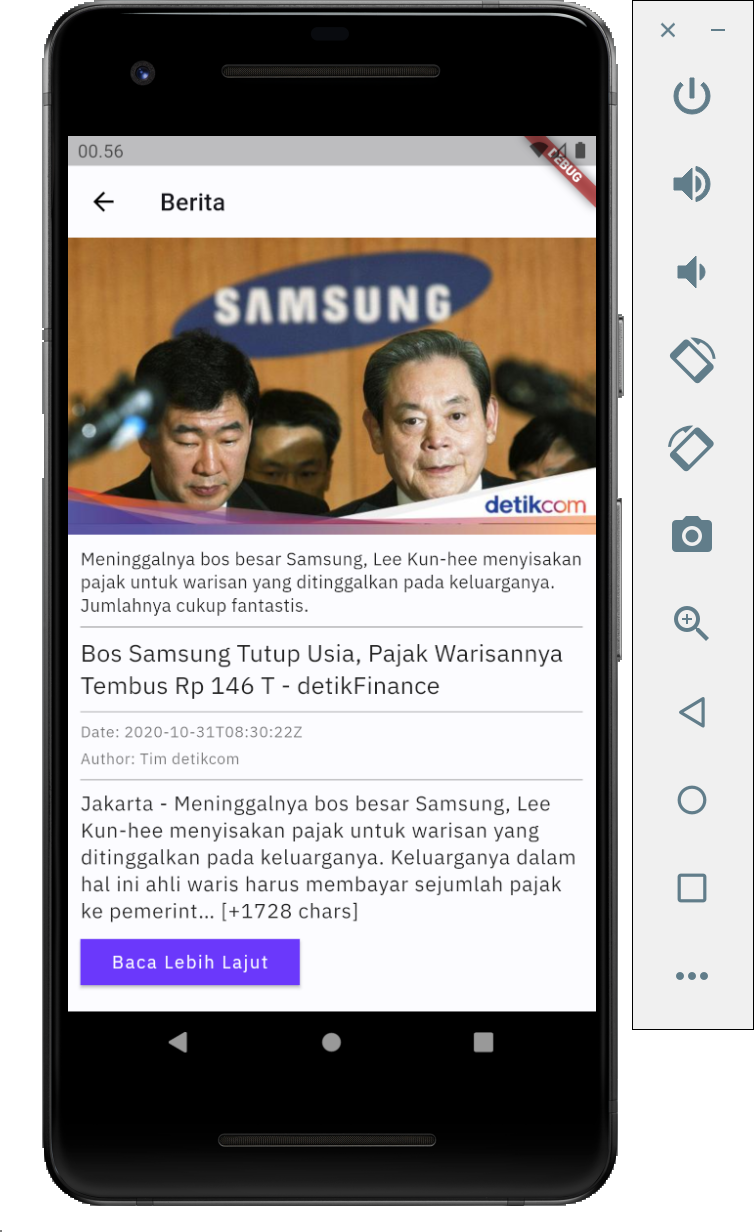 00.56
DEBUG
Berita
SAMSUNG
detikcom
Meninggalnya bos besar Samsung, Lee Kun-hee menyisakan
pajak untuk warisan yang ditinggalkan pada keluarganya.
Jumlahnya cukup fantastis.
Bos Samsung Tutup Usia, Pajak Warisannya
Tembus Rp 146 T - detikFinance
Date: 2020-10-31T08:30:22Z
Author: Tim detikcom
Jakarta - Meninggalnya bos besar Samsung, Lee
Kun-hee menyisakan pajak untuk warisan yang
ditinggalkan pada keluarganya. Keluarganya dalam
hal ini ahli waris harus membayar sejumlah pajak
ke pemerint… [+1728 chars]
Baca Lebih Lajut